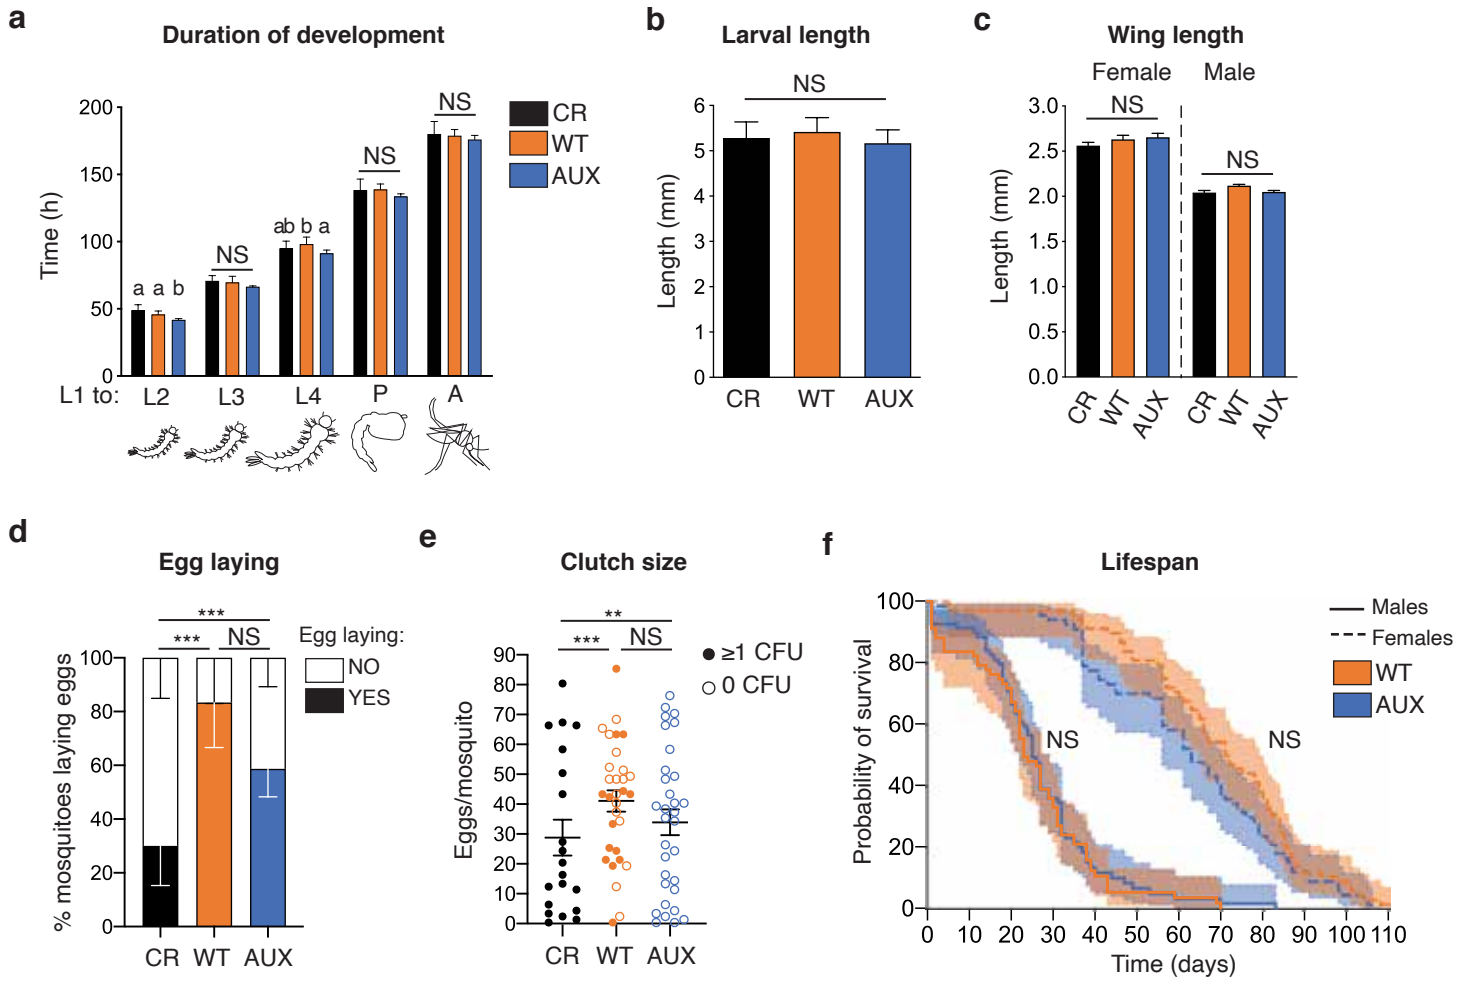 a
Duration of development
200
150
100
50
0
Time (h)
a a b
NS
ab b a
NS
NS
CR
WT
AUX
L1 to: L2 L3 L4 P A
b
Larval length
NS
6
5
4
3
2
1
0
Length (mm)
CR WT AUX
c
Wing length
Female Male
NS
NS
3.0
2.5
2.0
1.5
1.0
0.5
0.0
Length (mm)
CR WT AUX CR WT AUX
d
Egg laying
***
*** NS
Egg laying:
NO
YES
100
80
60
40
20
0
% mosquitoes laying eggs
CR WT AUX
e
Clutch size
**
*** NS
≥1 CFU
0 CFU
90
80
70
60
50
40
30
20
10
0
Eggs/mosquito
CR WT AUX
f
Lifespan
100
80
60
40
20
0
Probability of survival
NS
NS
Males
Females
WT
AUX
0 10 20 30 40 50 60 70 80 90 100 110
Time (days)